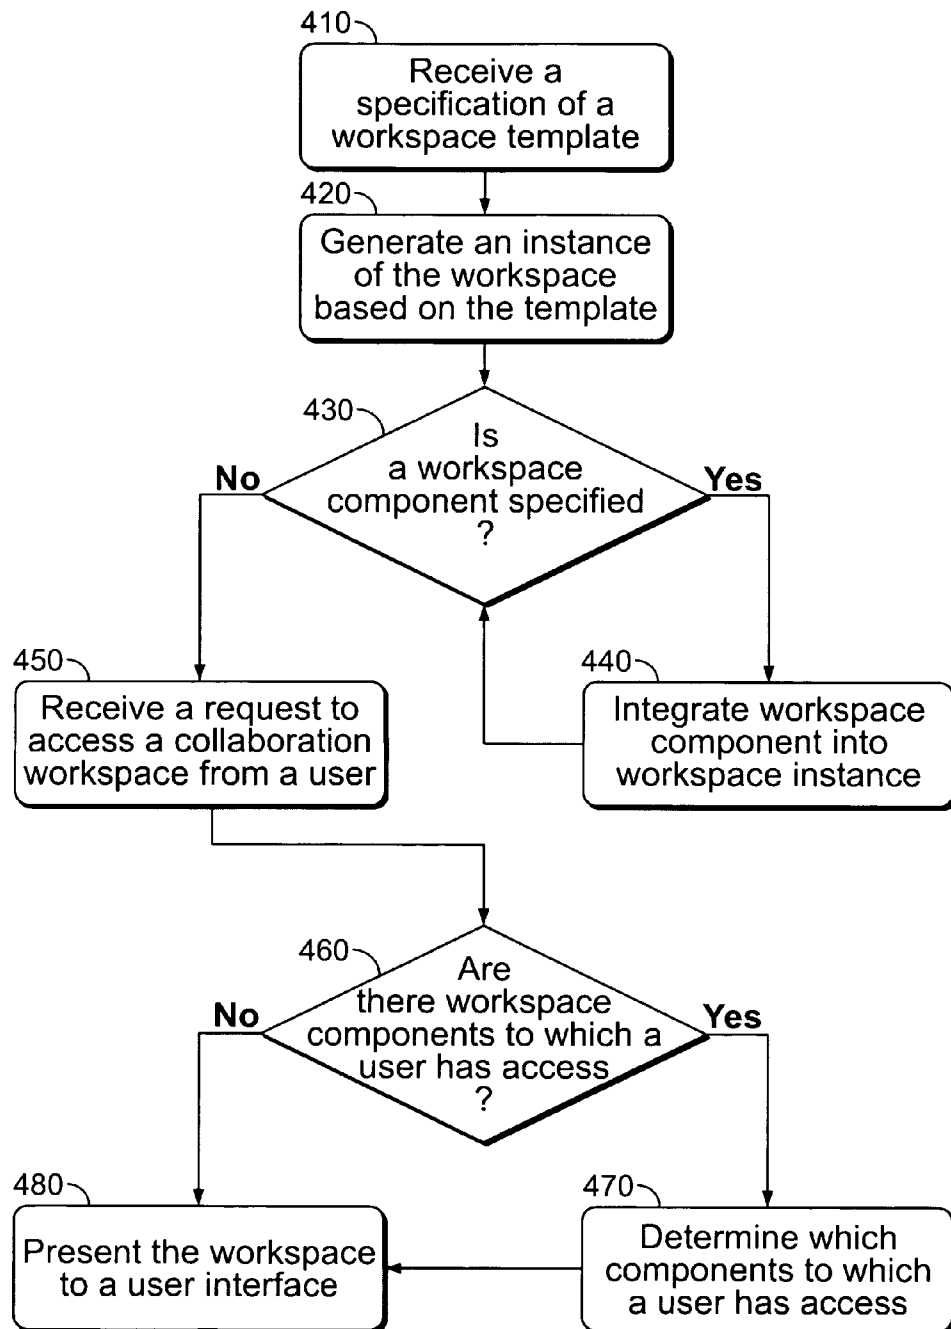 410
Receive a
specification of a
workspace template
420
Generate an instance
of the workspace
based on the template
430
Is
a workspace
component specified
?
No
Yes
450
Receive a request to
access a collaboration
workspace from a user
440
Integrate workspace
component into
workspace instance
460
Are
there workspace
components to which a
user has access
?
No
Yes
480
Present the workspace
to a user interface
470
Determine which
components to which
a user has access